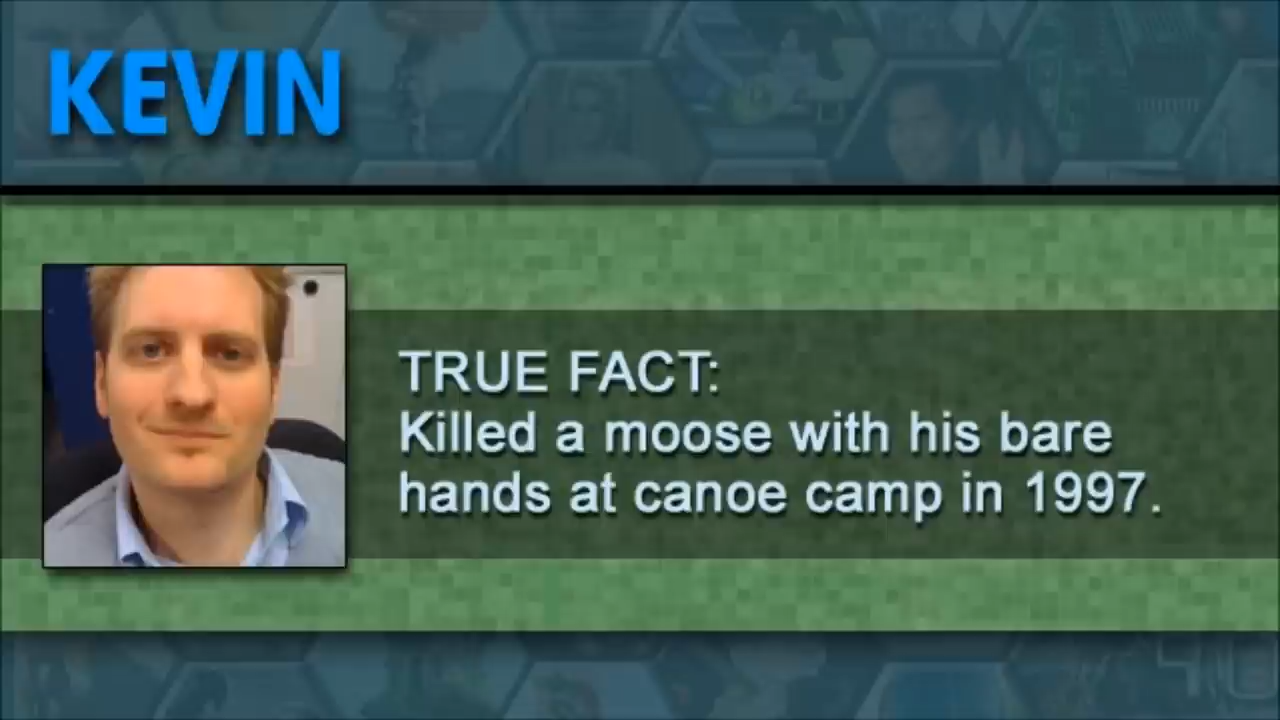 KEVIN
TRUE FACT:
Killed a moose with his bare
hands at canoe camp in 1997.